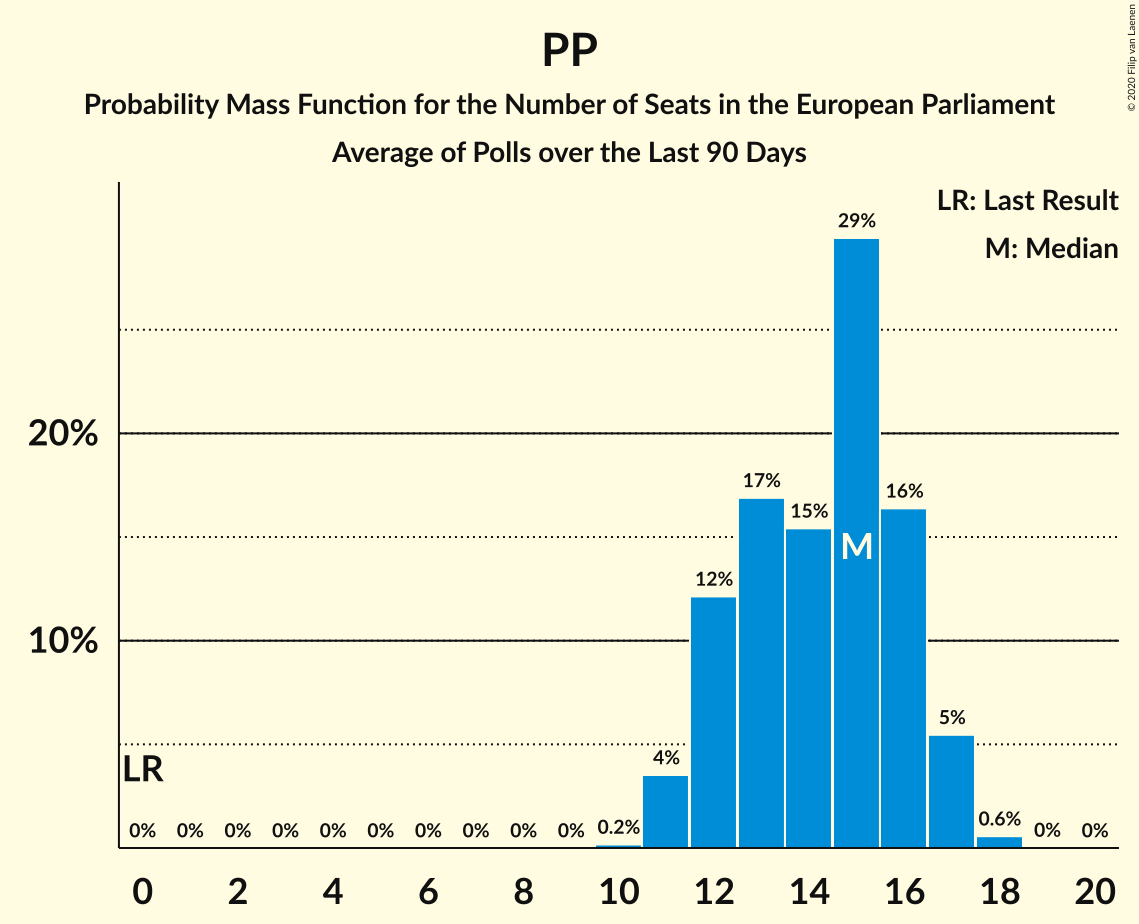 PP
Probability Mass Function for the Number of Seats in the European Parliament
Average of Polls over the Last 90 Days
© 2020 Filip van Laenen
LR: Last Result
M: Median
29%
20%
17%
16%
15%
M
12%
10%
5%
4%
LR
0% 0% 0% 0% 0% 0% 0% 0% 0% 0% 0.2% 0.6% 0% 0%
0 2 4 6 8 10 12 14 16 18 20